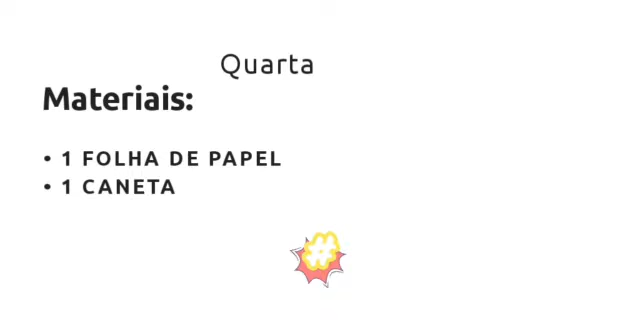 Quarta
Materiais:
• 1 FOLHA DE PAPEL
• 1 CANETA
#